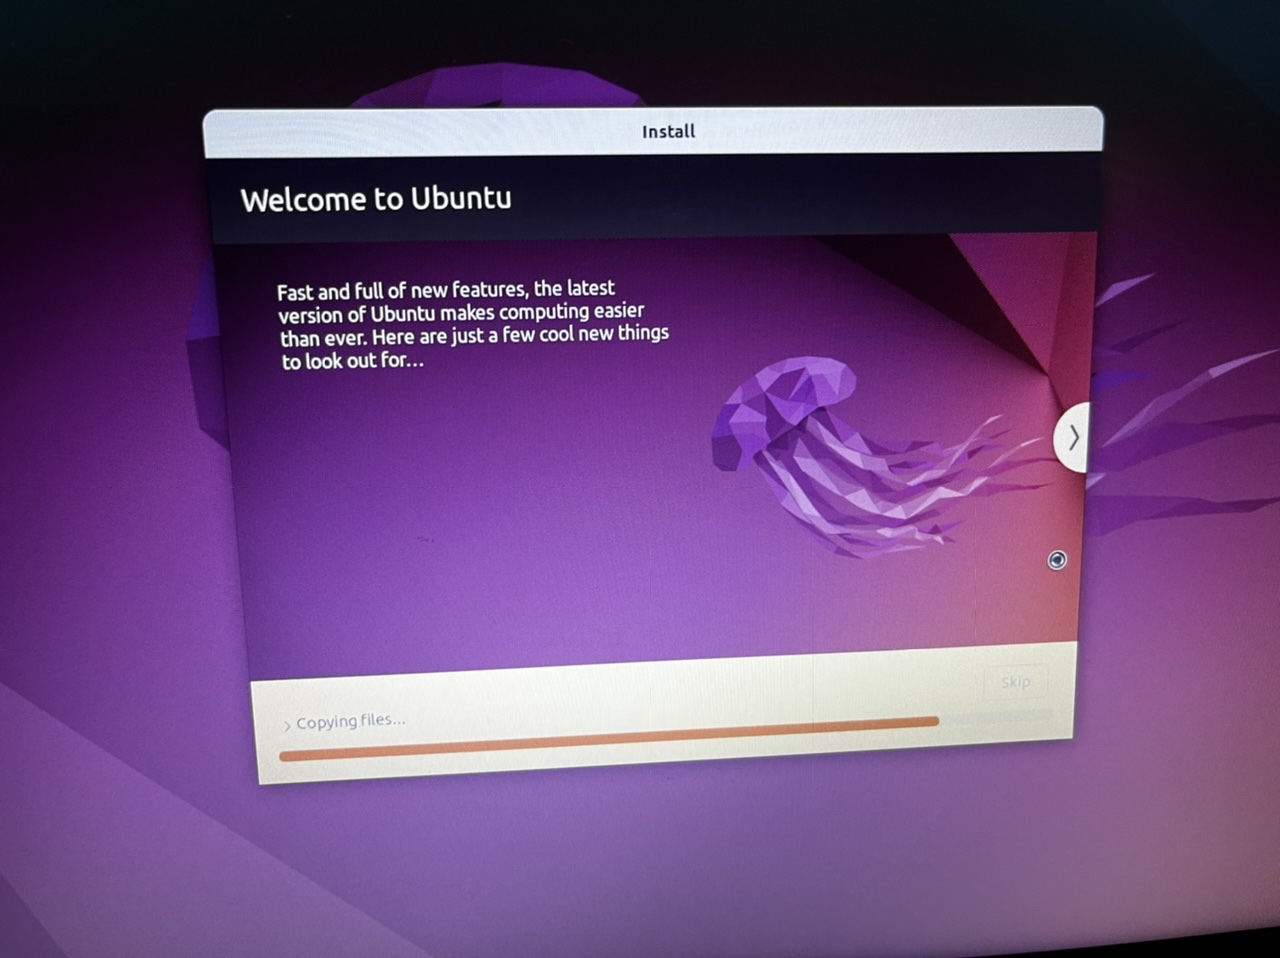 Install
Welcome to Ubuntu
Fast and full of new features, the latest
version of Ubuntu makes computing easier
than ever. Here are just a few cool new things
to look out for...
Skip
> Copying files...